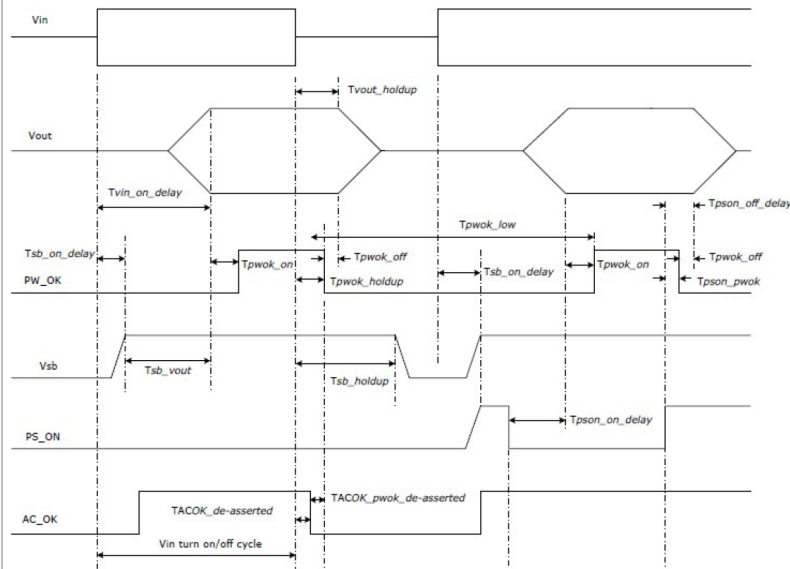 Vin
Tvout_holdup
Vout
Tvin_on_delay
Tpson_off_delay
Tpwok_low
Tsb_on_delay
Tpwok_on
Tpwok_off
Tsb_on_delay
Tpwok_on
Tpwok_off
PW_OK
Tpwok_holdup
Tpson_pwok
Vsb
Tsb_vout
Tsb_holdup
PS_ON
Tpson_on_delay
TACOK_pwok_de-asserted
TACOK_de-asserted
AC_OK
Vin turn on/off cycle